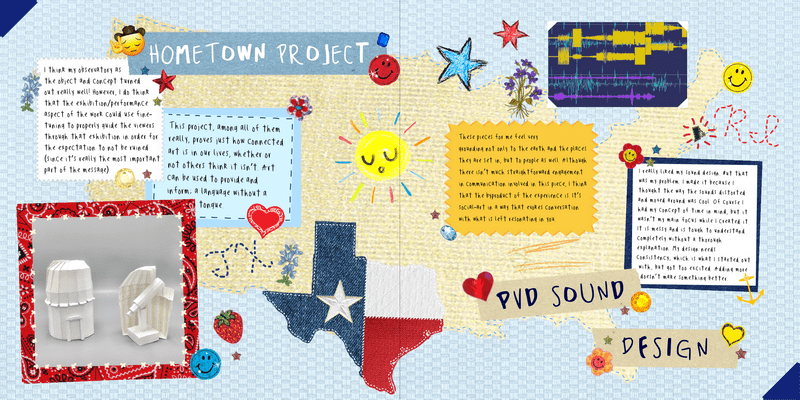 HOMETOWN PROJECT
I think my observatory as
the object and concept turned
out really well! However, I do think
that the exhibition/performance
aspect of the work could use fine-
tuning to properly guide the viewers
through that exhibition in order for
the expectation to not be ruined
(since it's really the most important
part of the message).
This project, among all of them
really, proves just how connected
art is in our lives, whether or
not others think it isn't. Art
can be used to provide and
inform: a language without a
tongue.
These pieces for me feel very
grounded not only to the earth and the places
they are set in, but to people as well. Although
there isn't much straightforward engagement
in communication involved in this piece, I think
that the byproduct of the experience is it's
social-art in a way that evokes conversation
with what is left resonating in you.
I really liked my sound design. But that
was my problem. I made it because I
thought the way the sounds distorted
and moved around was cool. Of course I
had my concept of time in mind, but it
wasn't my main focus while I created it.
It is messy and is tough to understand
completely without a thorough
explanation. My design needs
consistency, which is what I started out
with, but got too excited. Adding more
doesn't make something better.
PVD SOUND
DESIGN